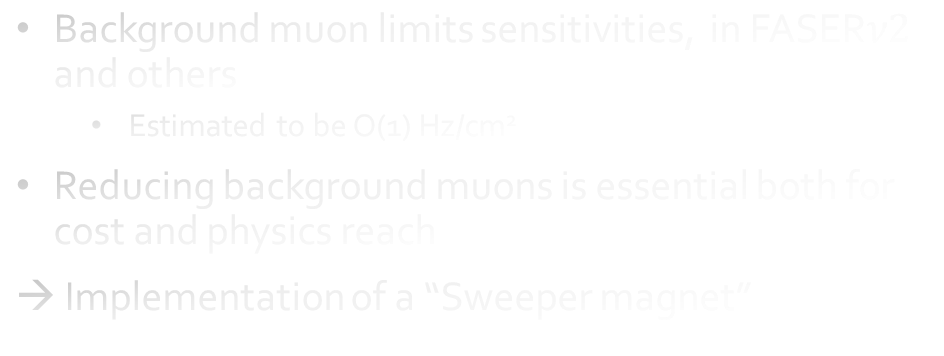 • Background muon limits sensitivities, in FASERν2
and others
• Estimated to be O(1) Hz/cm²
• Reducing background muons is essential both for
cost and physics reach
→ Implementation of a “Sweeper magnet”